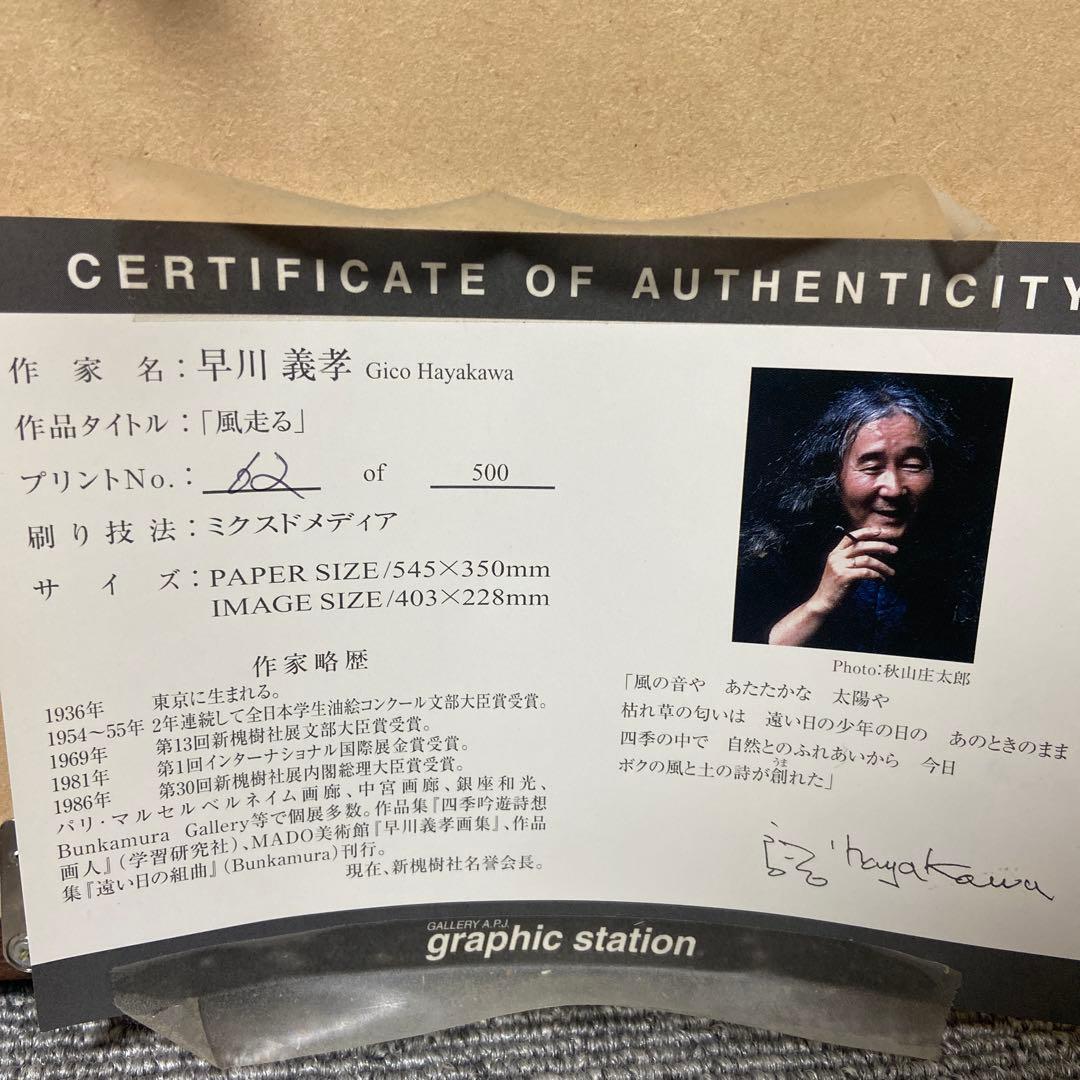 CERTIFICATE OF AUTHENTICITY
作家名：早川 義孝 Gico Hayakawa
作品タイトル：「風走る」
プリントNo.： 62 of 500
刷り技法：ミクスドメディア
サイズ：PAPER SIZE/545×350mm
IMAGE SIZE/403×228mm
作家略歴
1936年 東京に生まれる。
1954～55年 2年連続して全日本学生油絵コンクール文部大臣賞受賞。
1969年 第13回新槐樹社展文部大臣賞受賞。
1981年 第1回インターナショナル国際展金賞受賞。
1986年 第30回新槐樹社展内閣総理大臣賞受賞。
パリ・マルセルベルネイム画廊、中宮画廊、銀座和光、
Bunkamura Gallery等で個展多数。作品集『四季吟遊詩想
画人』（学習研究社）、MADO美術館『早川義孝画集』、作品
集『遠い日の組曲』（Bunkamura）刊行。
現在、新槐樹社名誉会長。
Photo：秋山庄太郎
「風の音や あたたかな 太陽や
枯れ草の匂いは 遠い日の少年の日の あのときのまま
四季の中で 自然とのふれあいから 今日
うま
ボクの風と土の詩が創れた」
Hayakawa
GALLERY A.P.J.
graphic station